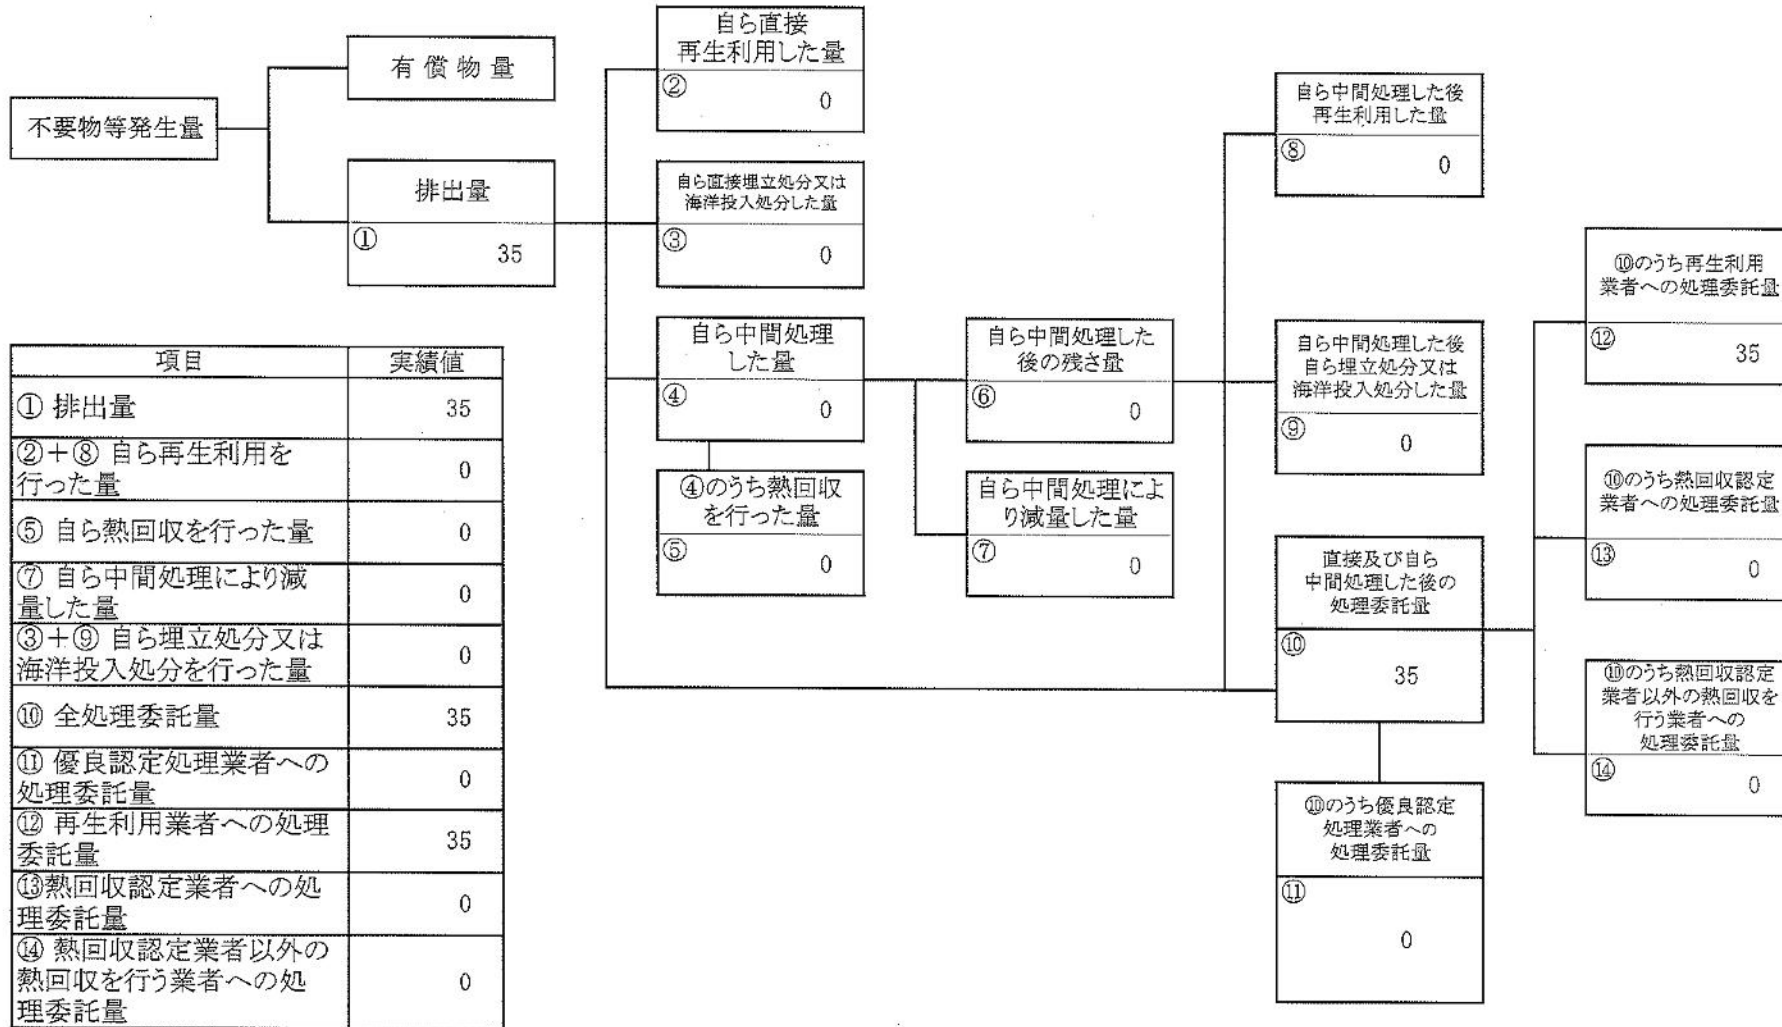 不要物等発生量
有償物量
排出量
①
35
自ら直接
再生利用した量
②
0
自ら直接埋立処分又は
海洋投入処分した量
③
0
自ら中間処理
した量
④
0
④のうち熱回収
を行った量
⑤
0
自ら中間処理した
後の残さ量
⑥
0
自ら中間処理によ
り減量した量
⑦
0
自ら中間処理した後
再生利用した量
⑧
0
自ら中間処理した後
自ら埋立処分又は
海洋投入処分した量
⑨
0
直接及び自ら
中間処理した後の
処理委託量
⑩
35
⑩のうち優良認定
処理業者への
処理委託量
⑪
0
⑩のうち再生利用
業者への処理委託量
⑫
35
⑩のうち熱回収認定
業者への処理委託量
⑬
0
⑩のうち熱回収認定
業者以外の熱回収を
行う業者への
処理委託量
⑭
0
項目 実績値
① 排出量 35
②+⑧ 自ら再生利用を
行った量 0
⑤ 自ら熱回収を行った量 0
⑦ 自ら中間処理により減
量した量 0
③+⑨ 自ら埋立処分又は
海洋投入処分を行った量 0
⑩ 全処理委託量 35
⑪ 優良認定処理業者への
処理委託量 0
⑫ 再生利用業者への処理
委託量 35
⑬熱回収認定業者への処
理委託量 0
⑭ 熱回収認定業者以外の
熱回収を行う業者への処
理委託量 0